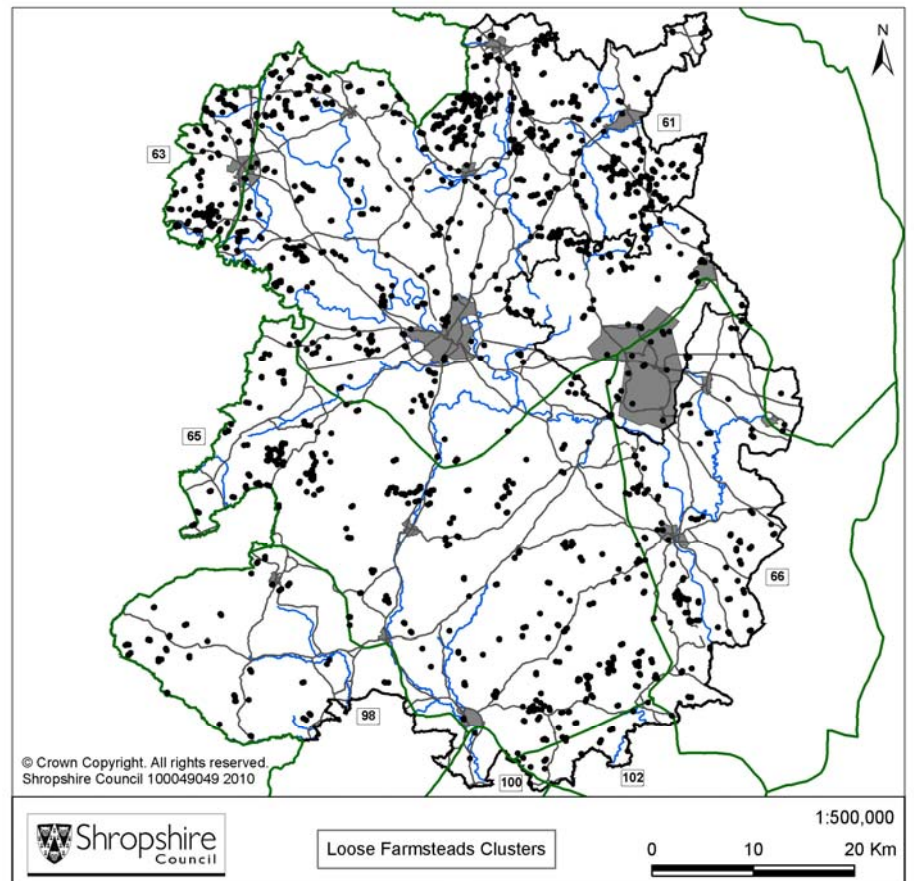 N
61
63
65
66
98
100
102
© Crown Copyright. All rights reserved.
Shropshire Council 100049049 2010
Shropshire
Council
Loose Farmsteads Clusters
1:500,000
0 10 20 Km